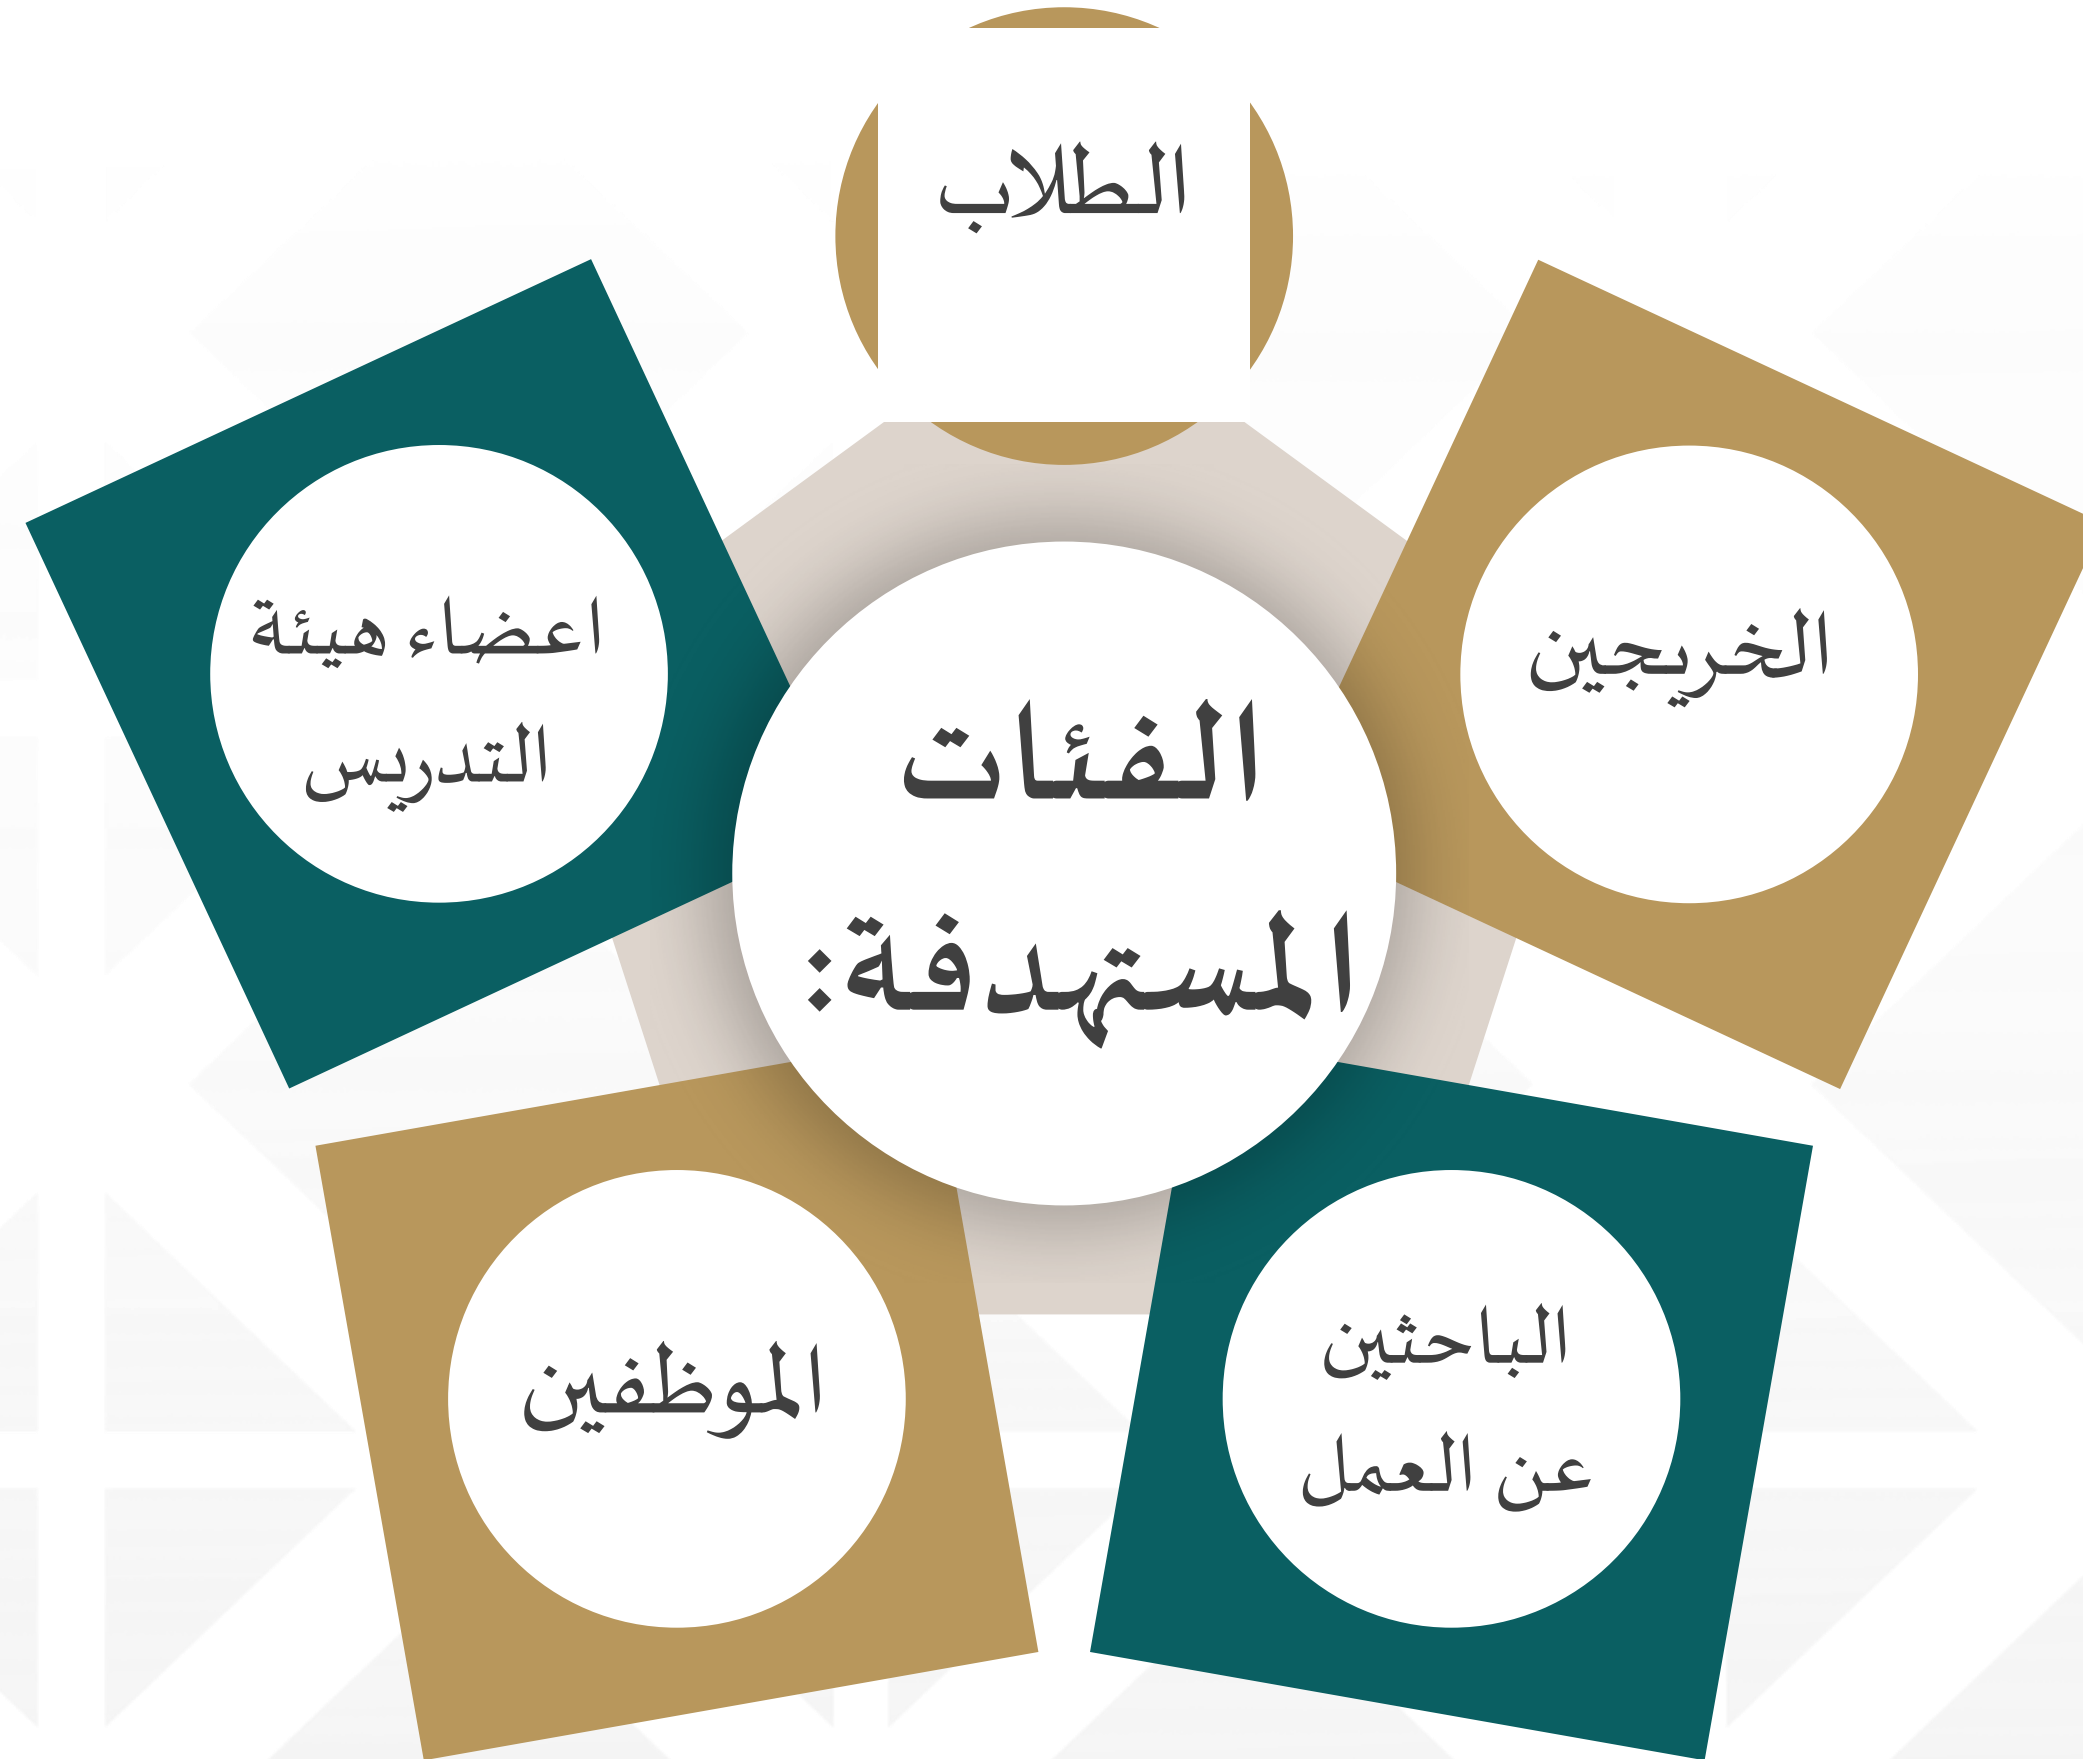 الطلاب
الخريجين
اعضاء هيئة
التدريس
الفئات
المستهدفة:
الباحثين
عن العمل
الموظفين